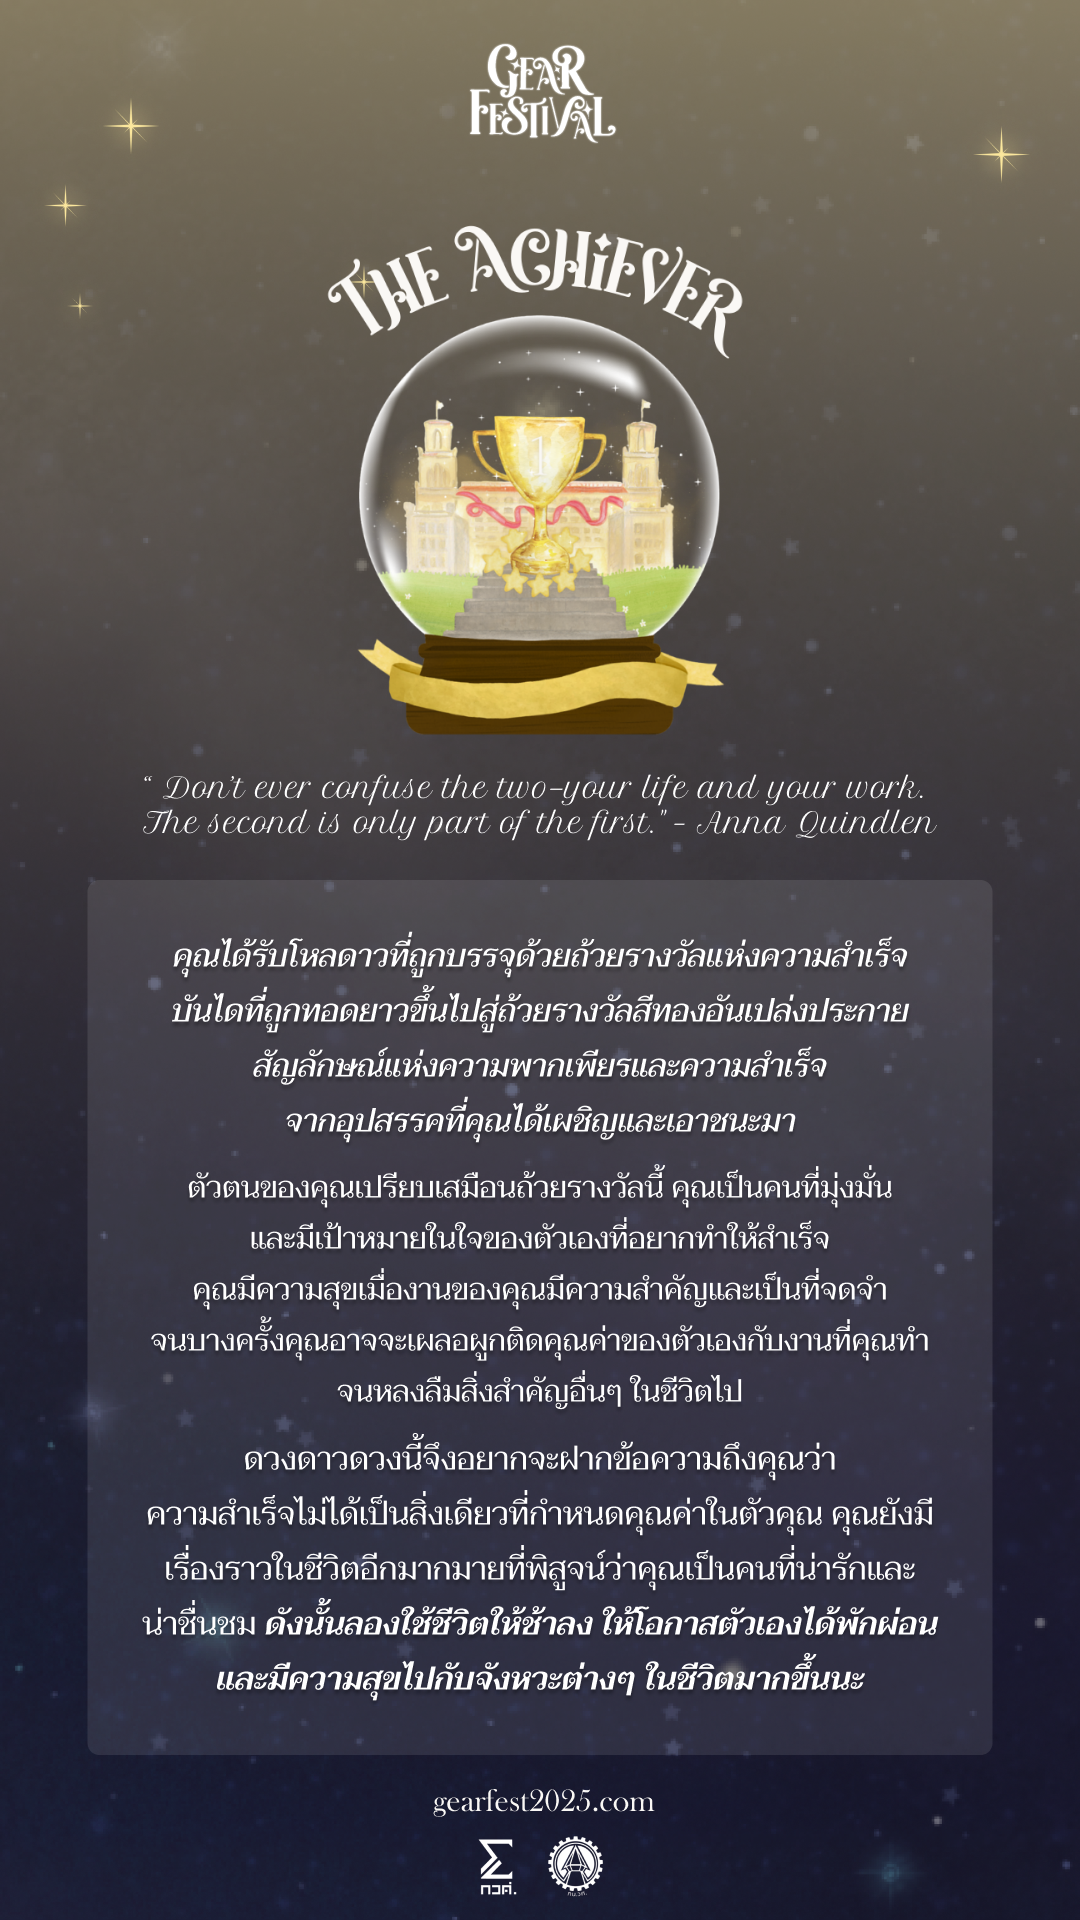 GEAR
FESTIVAL
THE ACHIEVER
1
“ Don't ever confuse the two-your life and your work.
The second is only part of the first." - Anna Quindlen
คุณได้รับโหลดาวที่ถูกบรรจุด้วยถ้วยรางวัลแห่งความสำเร็จ
บันไดที่ถูกทอดยาวขึ้นไปสู่ถ้วยรางวัลสีทองอันเปล่งประกาย
สัญลักษณ์แห่งความพากเพียรและความสำเร็จ
จากอุปสรรคที่คุณได้เผชิญและเอาชนะมา
ตัวตนของคุณเปรียบเสมือนถ้วยรางวัลนี้ คุณเป็นคนที่มุ่งมั่น
และมีเป้าหมายในใจของตัวเองที่อยากทำให้สำเร็จ
คุณมีความสุขเมื่องานของคุณมีความสำคัญและเป็นที่จดจำ
จนบางครั้งคุณอาจจะเผลอผูกติดคุณค่าของตัวเองกับงานที่คุณทำ
จนหลงลืมสิ่งสำคัญอื่นๆ ในชีวิตไป
ดวงดาวดวงนี้จึงอยากจะฝากข้อความถึงคุณว่า
ความสำเร็จไม่ได้เป็นสิ่งเดียวที่กำหนดคุณค่าในตัวคุณ คุณยังมี
เรื่องราวในชีวิตอีกมากมายที่พิสูจน์ว่าคุณเป็นคนที่น่ารักและ
น่าชื่นชม ดังนั้นลองใช้ชีวิตให้ช้าลง ให้โอกาสตัวเองได้พักผ่อน
และมีความสุขไปกับจังหวะต่างๆ ในชีวิตมากขึ้นนะ
gearfest2025.com
กวศ.